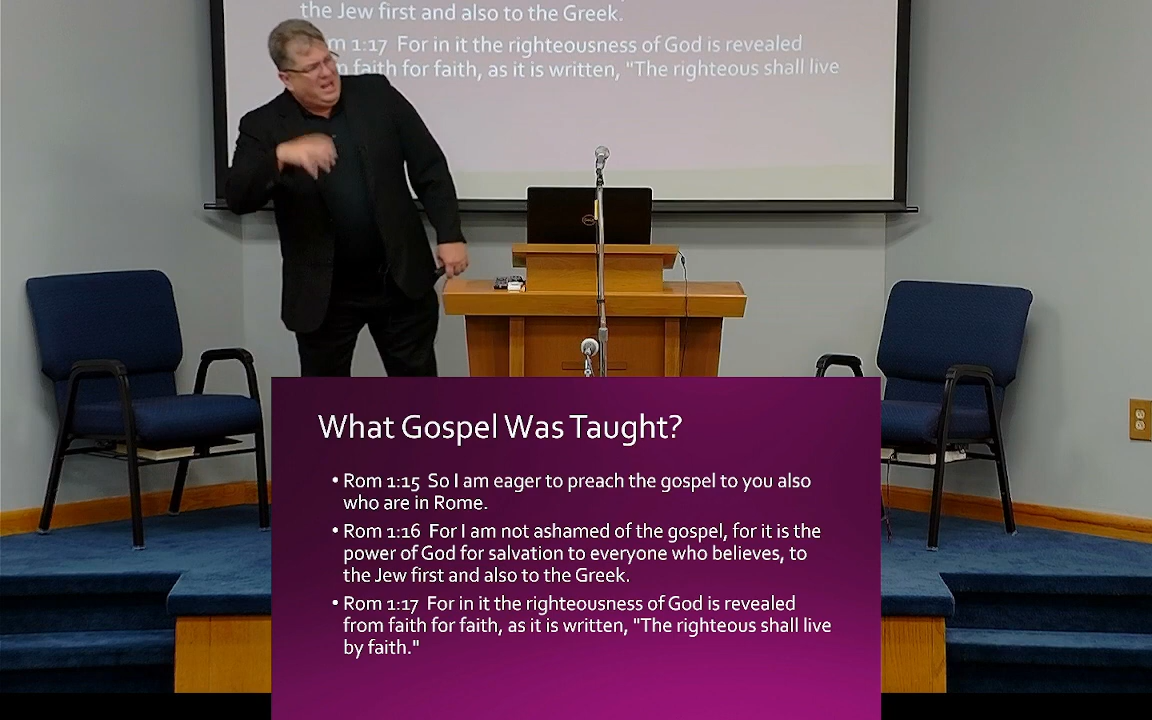 the Jew first and also to the Greek.
m 1:17 For in it the righteousness of God is revealed
faith for faith, as it is written, "The righteous shall live
DELL
What Gospel Was Taught?
• Rom 1:15 So I am eager to preach the gospel to you also
who are in Rome.
• Rom 1:16 For I am not ashamed of the gospel, for it is the
power of God for salvation to everyone who believes, to
the Jew first and also to the Greek.
• Rom 1:17 For in it the righteousness of God is revealed
from faith for faith, as it is written, "The righteous shall live
by faith."